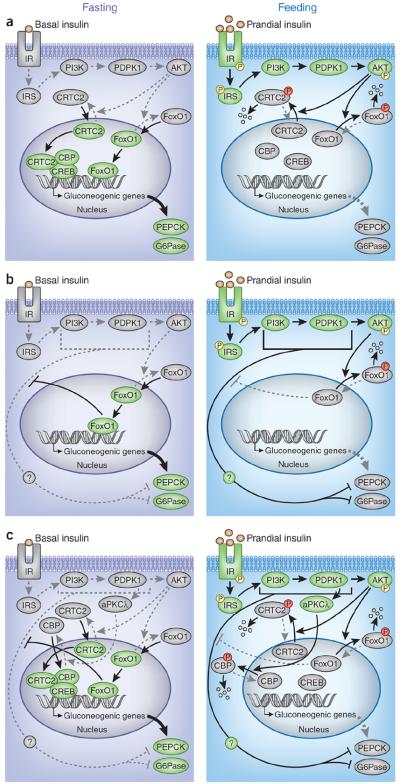 Fasting
Feeding
a
Basal insulin
IR
PI3K
PDPK1
AKT
IRS
CRTC2
FoxO1
CRTC2
FoxO1
CRTC2
CBP
CREB
FoxO1
Gluconeogenic genes
Nucleus
PEPCK
G6Pase
Prandial insulin
IR
P
PI3K
PDPK1
AKT
P
P
IRS
CRTC2
P
P
FoxO1
CRTC2
FoxO1
CBP
CREB
Gluconeogenic genes
Nucleus
PEPCK
G6Pase
b
Basal insulin
IR
PI3K
PDPK1
AKT
IRS
FoxO1
FoxO1
FoxO1
Gluconeogenic genes
Nucleus
?
PEPCK
G6Pase
Prandial insulin
IR
P
PI3K
PDPK1
AKT
P
P
IRS
P
FoxO1
FoxO1
Gluconeogenic genes
Nucleus
?
PEPCK
G6Pase
c
Basal insulin
IR
PI3K
PDPK1
AKT
IRS
CRTC2
aPKCλ
CBP
FoxO1
CRTC2
FoxO1
CRTC2
CBP
CREB
FoxO1
Gluconeogenic genes
Nucleus
?
PEPCK
G6Pase
Prandial insulin
IR
P
PI3K
PDPK1
AKT
P
P
IRS
CRTC2
P
aPKCλ
P
FoxO1
P
CBP
CRTC2
FoxO1
CBP
CREB
Gluconeogenic genes
Nucleus
?
PEPCK
G6Pase